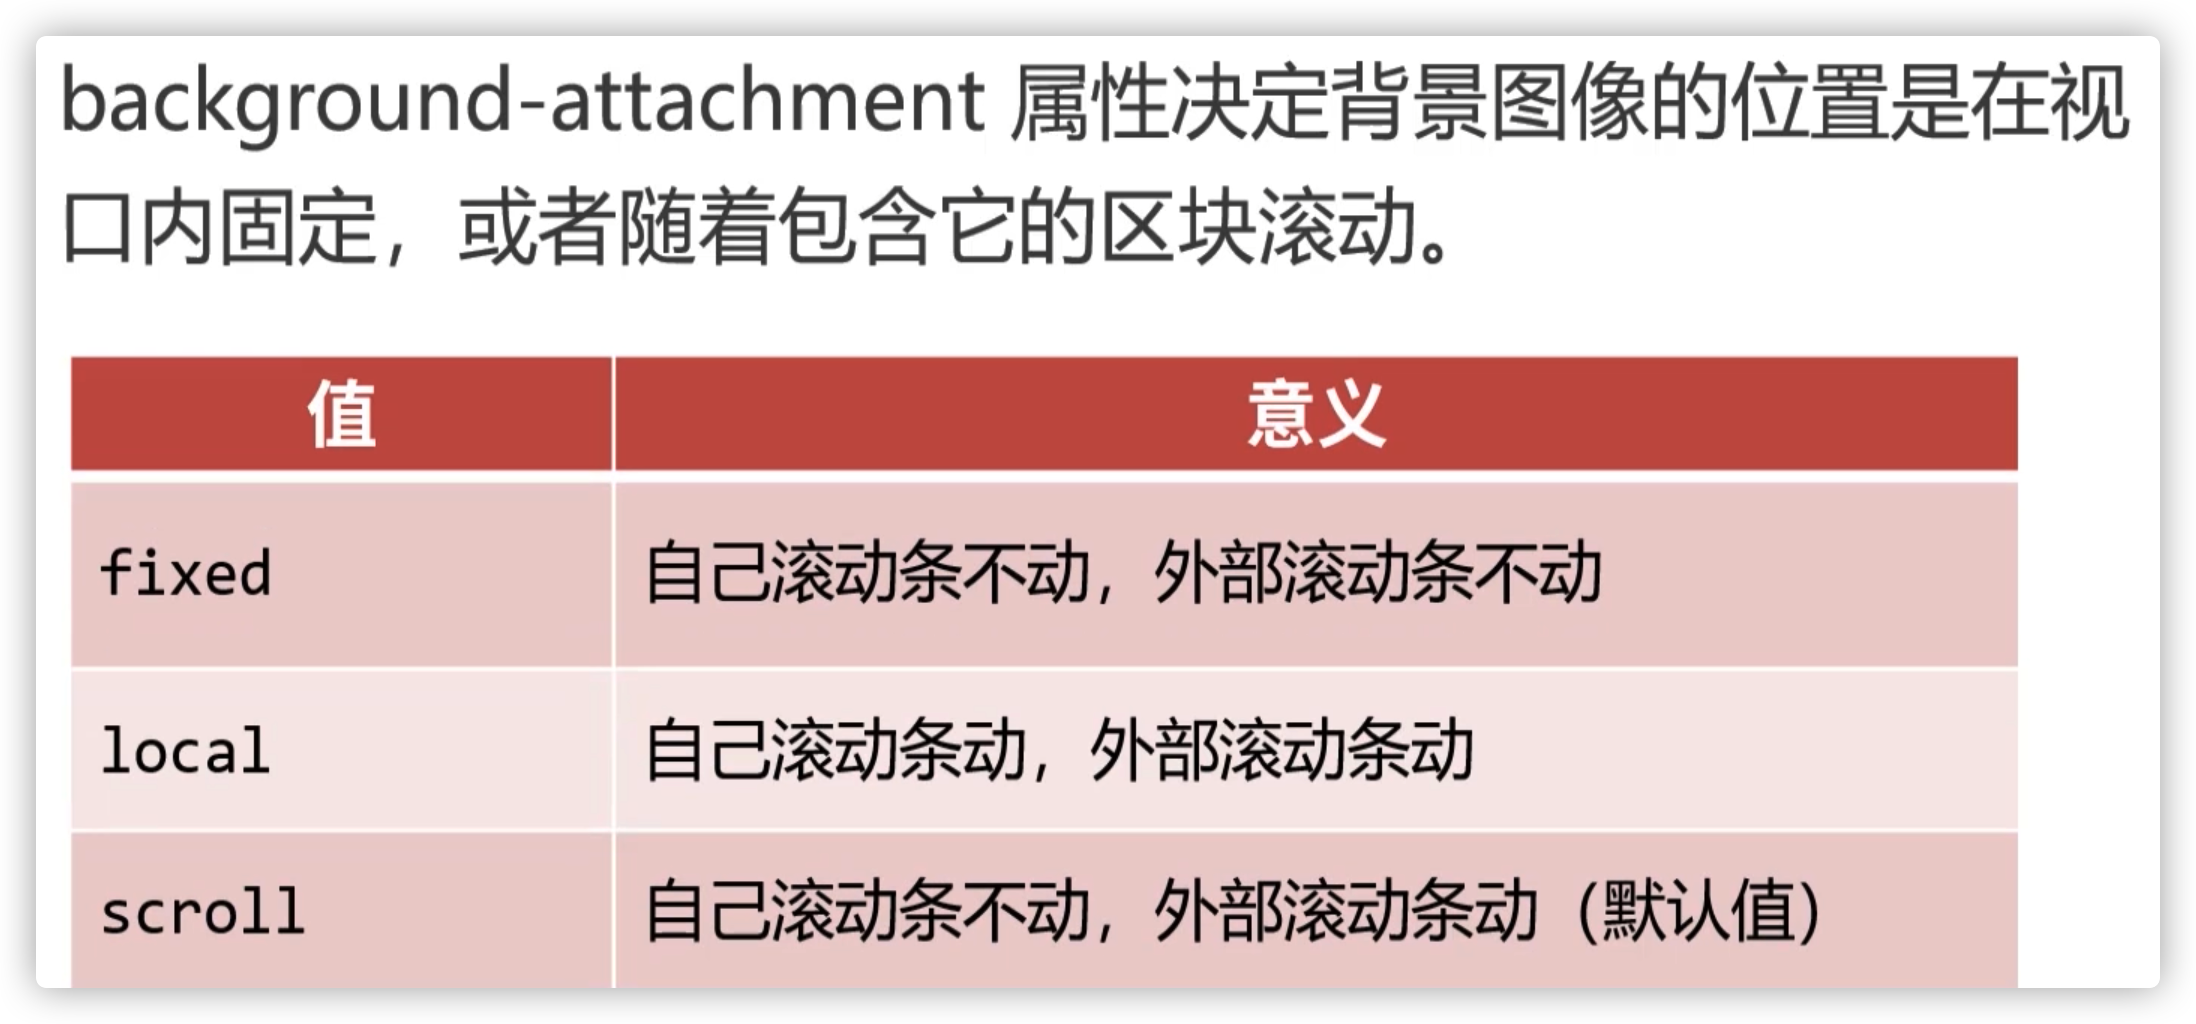 background-attachment 属性决定背景图像的位置是在视
口内固定，或者随着包含它的区块滚动。
值 意义
fixed 自己滚动条不动，外部滚动条不动
local 自己滚动条动，外部滚动条动
scroll 自己滚动条不动，外部滚动条动（默认值）